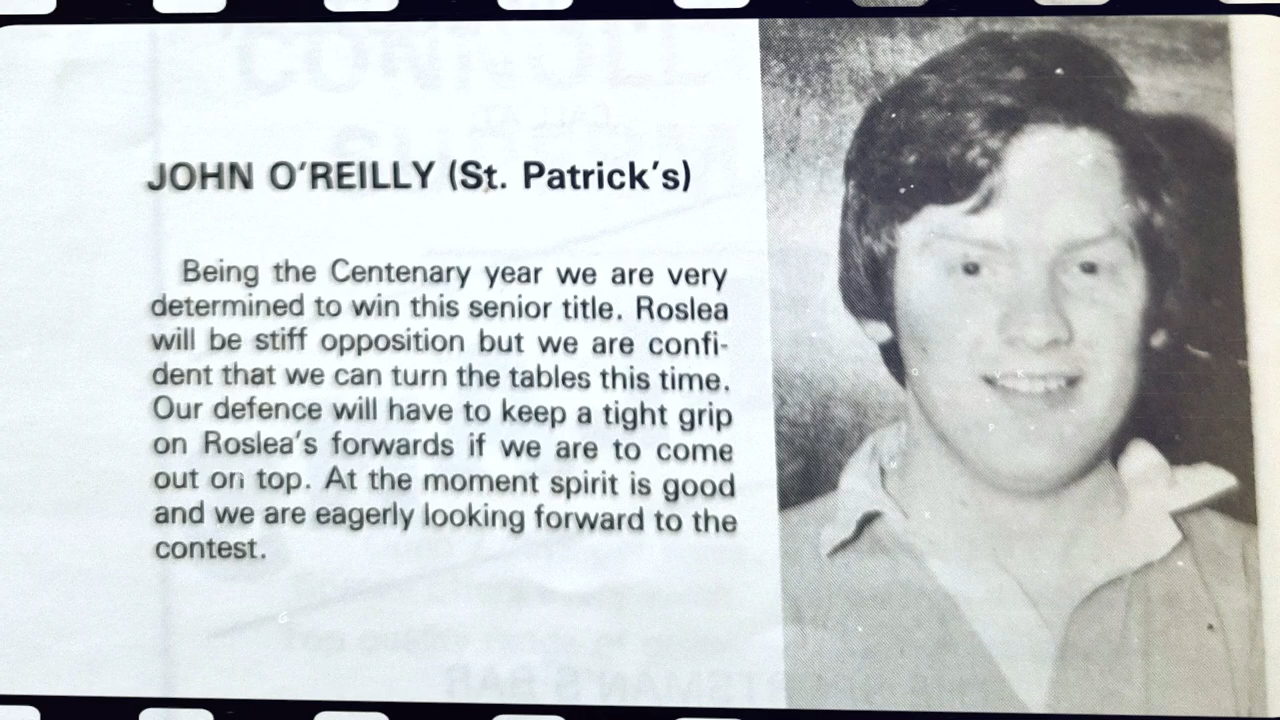 JOHN O'REILLY (St. Patrick's)
Being the Centenary year we are very
determined to win this senior title. Roslea
will be stiff opposition but we are confi-
dent that we can turn the tables this time.
Our defence will have to keep a tight grip
on Roslea's forwards if we are to come
out on top. At the moment spirit is good
and we are eagerly looking forward to the
contest.